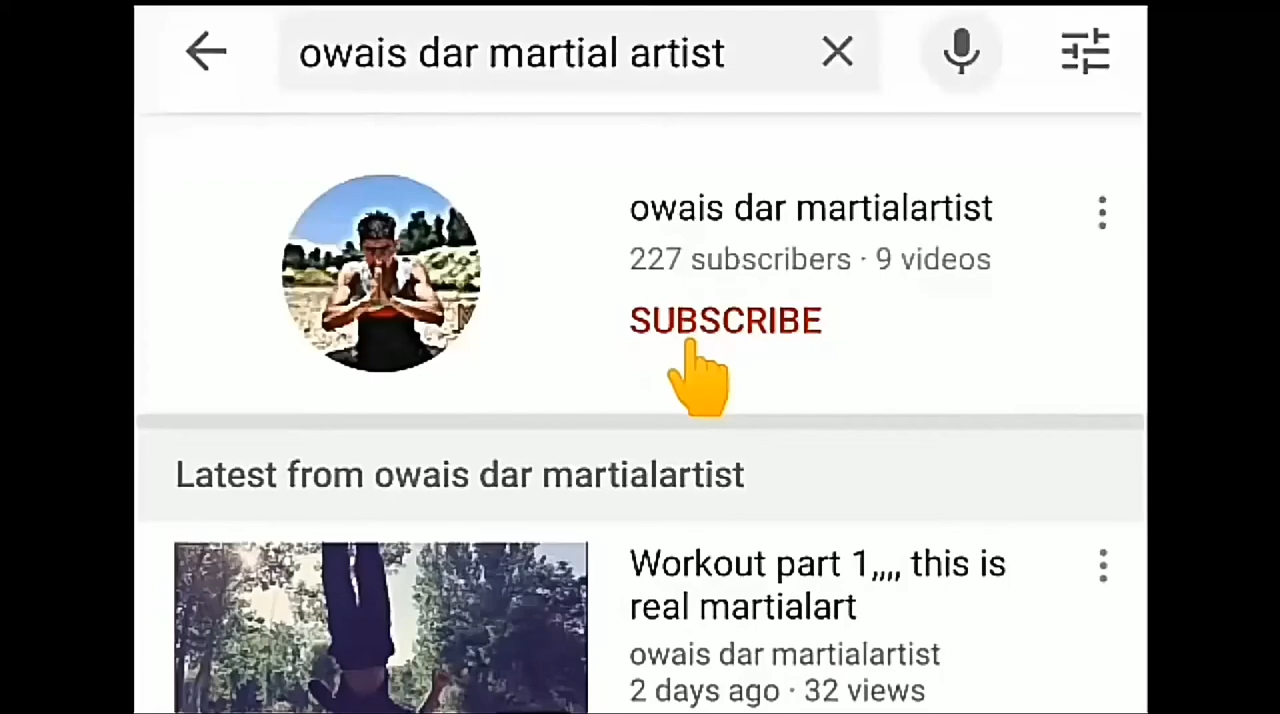 owais dar martial artist
owais dar martialartist
227 subscribers · 9 videos
SUBSCRIBE
Latest from owais dar martialartist
Workout part 1,,,, this is
real martialart
owais dar martialartist
2 days ago · 32 views